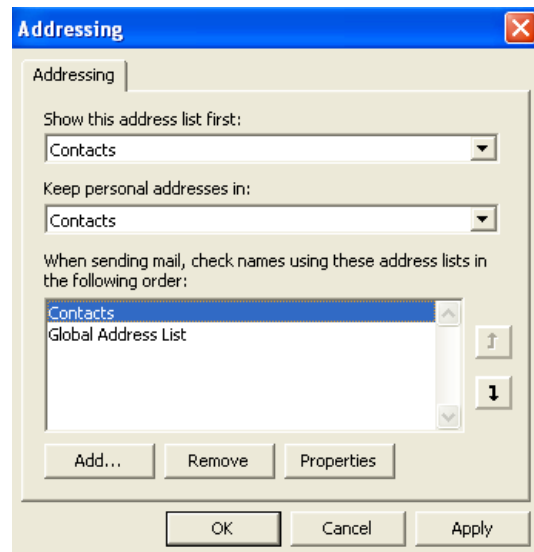 Addressing
Addressing
Show this address list first:
Contacts
Keep personal addresses in:
Contacts
When sending mail, check names using these address lists in
the following order:
Contacts
Global Address List
Add... Remove Properties
OK Cancel Apply